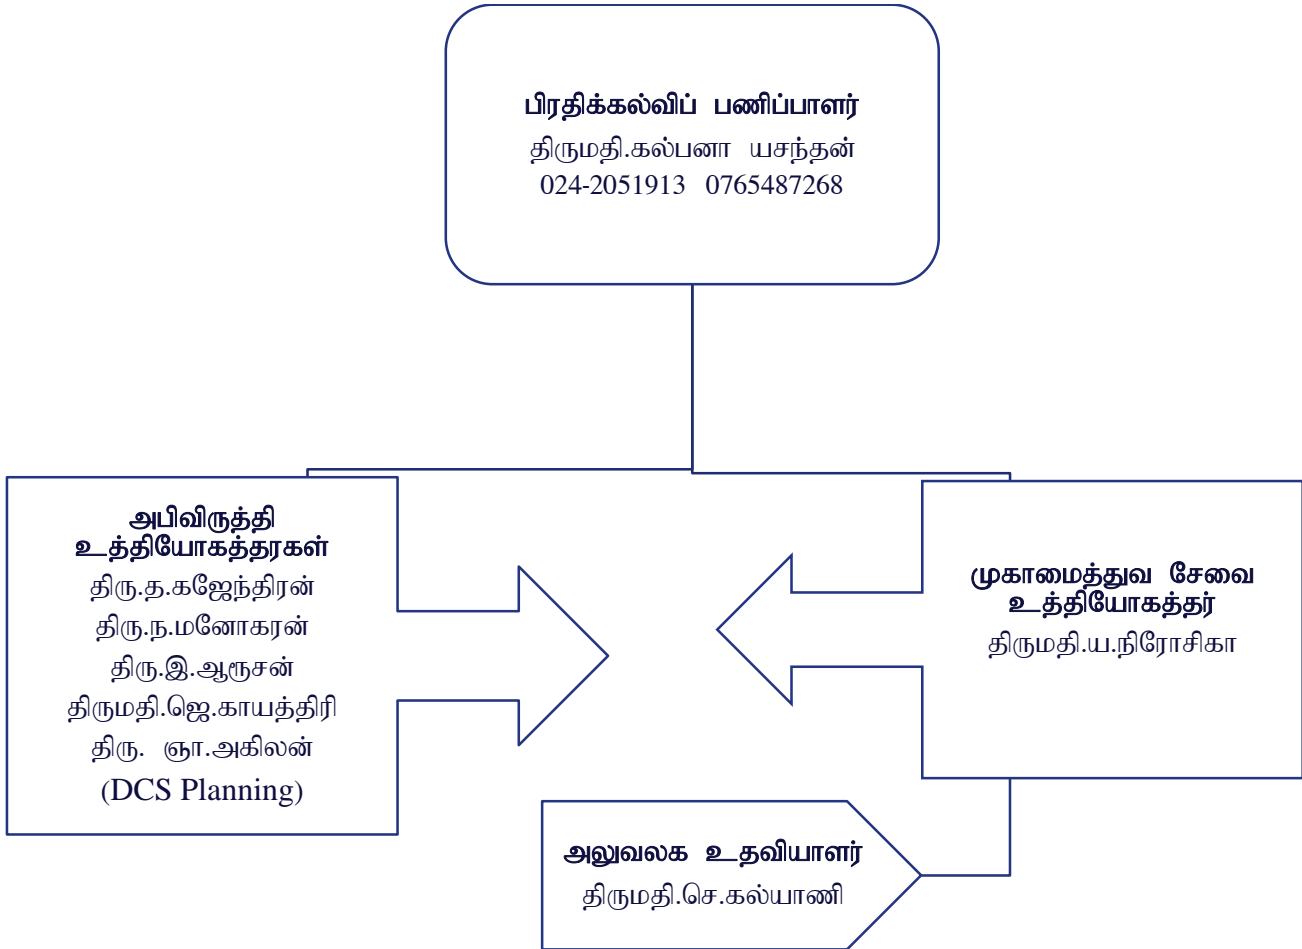 பிரதிக்கல்விப் பணிப்பாளர்
திருமதி.கல்பனா யசந்தன்
024-2051913 0765487268
அபிவிருத்தி
உத்தியோகத்தரகள்
திரு.த.கஜேந்திரன்
திரு.ந.மனோகரன்
திரு.இ.ஆரூசன்
திருமதி.ஜெ.காயத்திரி
திரு. ஞா.அகிலன்
(DCS Planning)
முகாமைத்துவ சேவை
உத்தியோகத்தர்
திருமதி.ய.நிரோசிகா
அலுவலக உதவியாளர்
திருமதி.செ.கல்யாணி